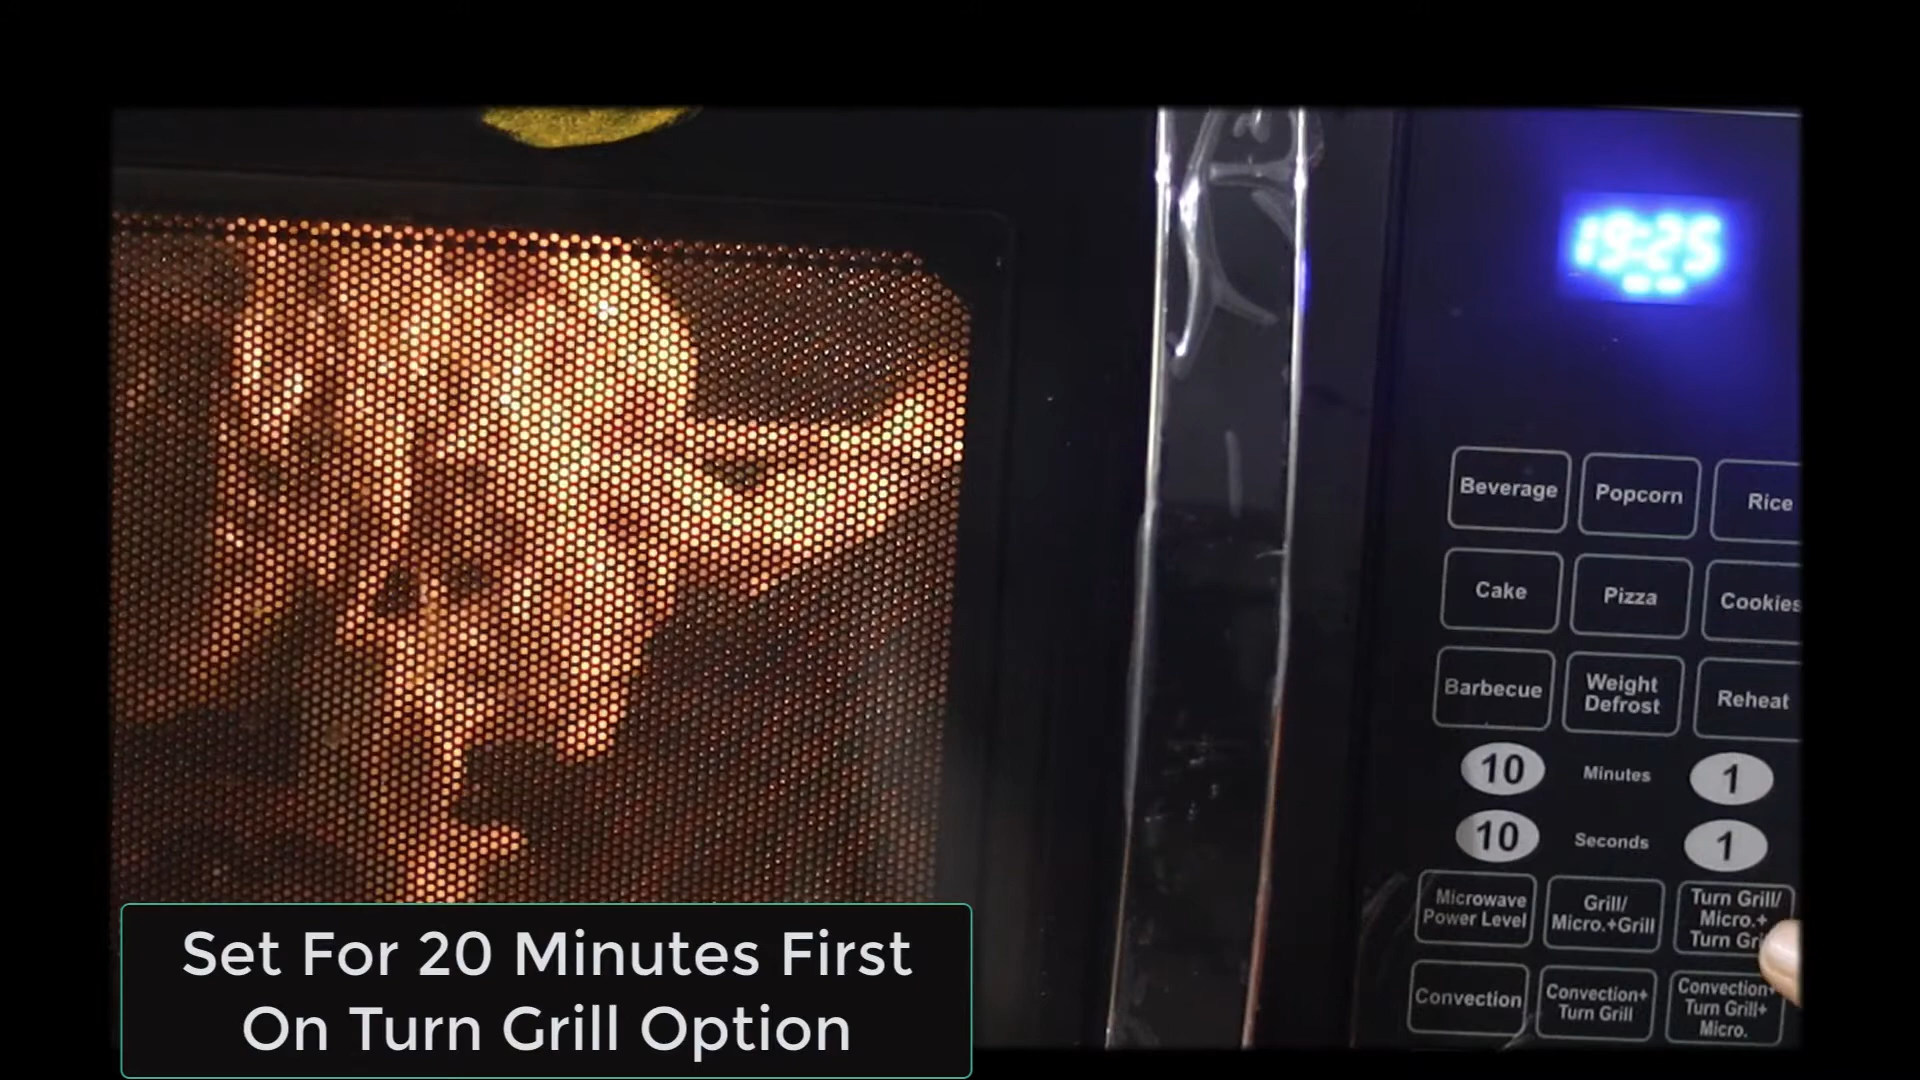 19:25
Beverage
Popcorn
Rice
Cake
Pizza
Cookies
Barbecue
Weight
Defrost
Reheat
10 Minutes 1
10 Seconds 1
Microwave
Power Level
Grill/
Micro.+Grill
Turn Grill/
Micro.+
Turn Gri
Convection
Convection+
Turn Grill
Convection+
Turn Grill+
Micro.
Set For 20 Minutes First
On Turn Grill Option